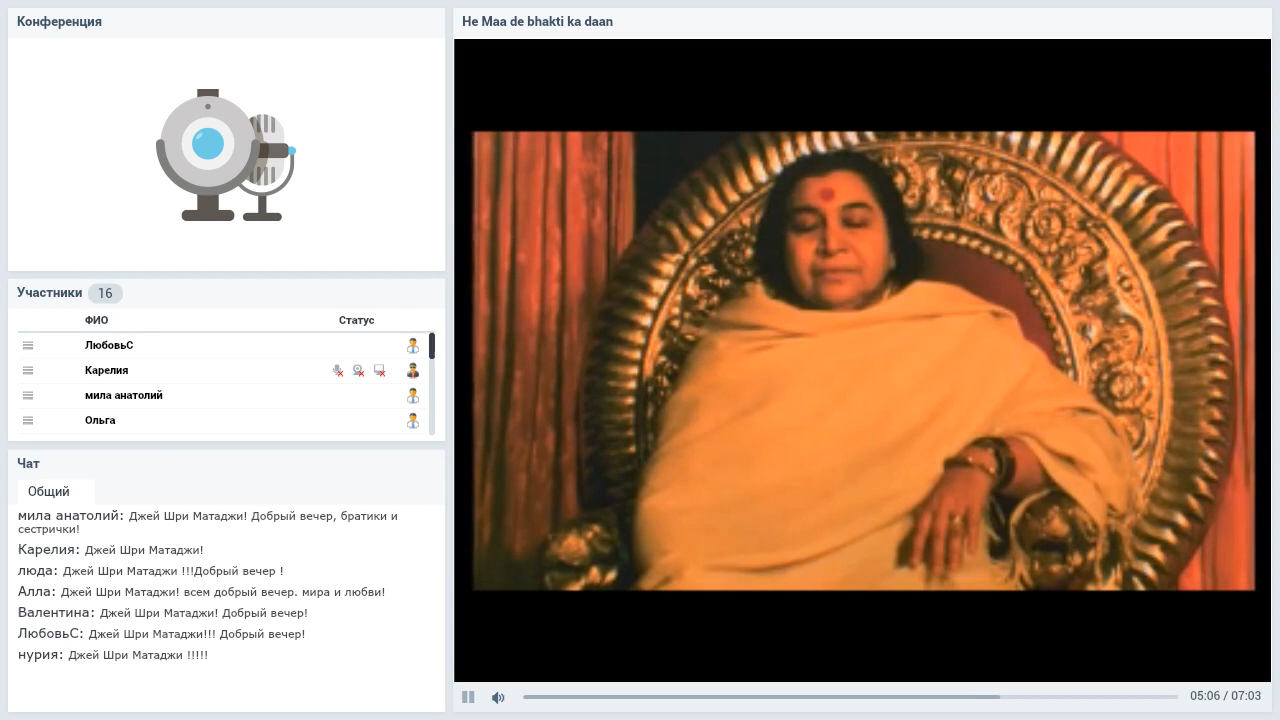 Конференция
He Maa de bhakti ka daan
Участники 16
ФИО Статус
ЛюбовьС
Карелия
мила анатолий
Ольга
Чат
Общий
мила анатолий: Джей Шри Матаджи! Добрый вечер, братики и
сестрички!
Карелия: Джей Шри Матаджи!
люда: Джей Шри Матаджи !!!Добрый вечер !
Алла: Джей Шри Матаджи! всем добрый вечер. мира и любви!
Валентина: Джей Шри Матаджи! Добрый вечер!
ЛюбовьС: Джей Шри Матаджи!!! Добрый вечер!
нурия: Джей Шри Матаджи !!!!!
05:06 / 07:03